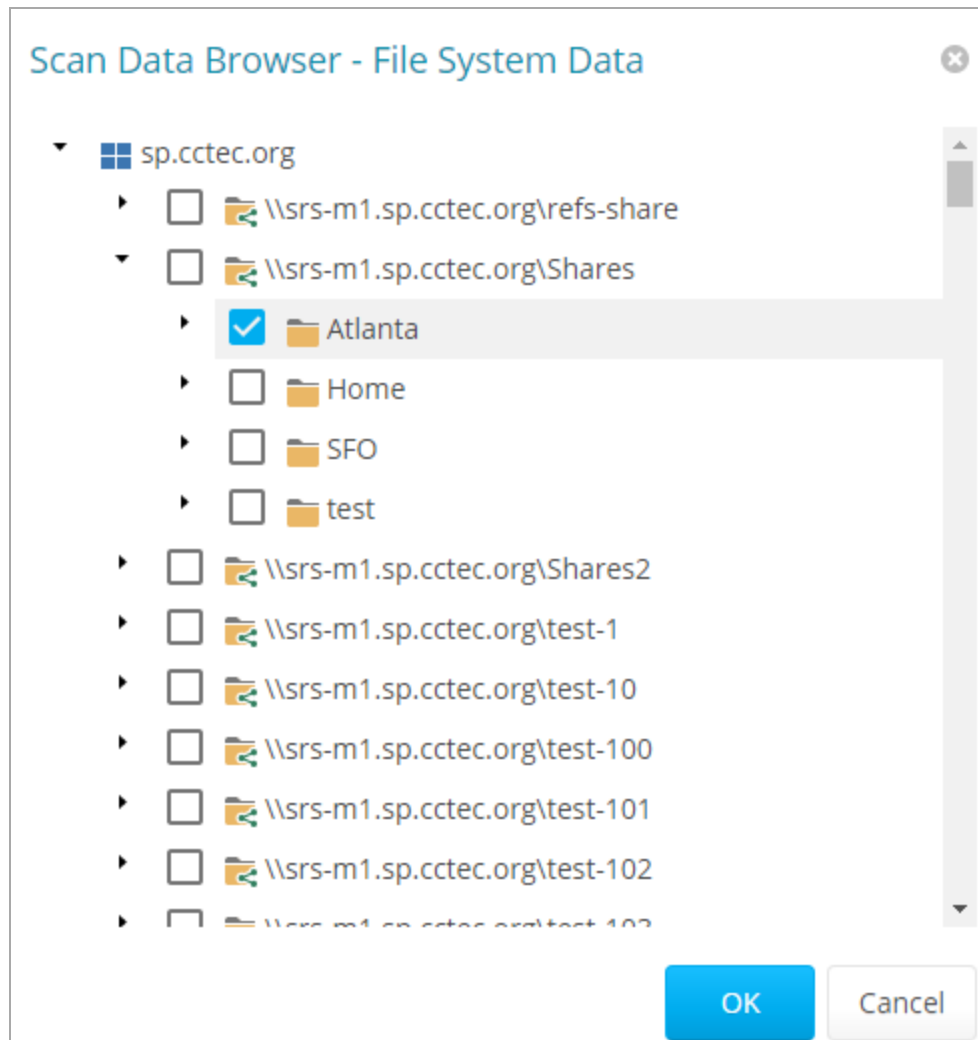 Scan Data Browser - File System Data
sp.cctec.org
\\srs-m1.sp.cctec.org\refs-share
\\srs-m1.sp.cctec.org\Shares
Atlanta
Home
SFO
test
\\srs-m1.sp.cctec.org\Shares2
\\srs-m1.sp.cctec.org\test-1
\\srs-m1.sp.cctec.org\test-10
\\srs-m1.sp.cctec.org\test-100
\\srs-m1.sp.cctec.org\test-101
\\srs-m1.sp.cctec.org\test-102
OK Cancel